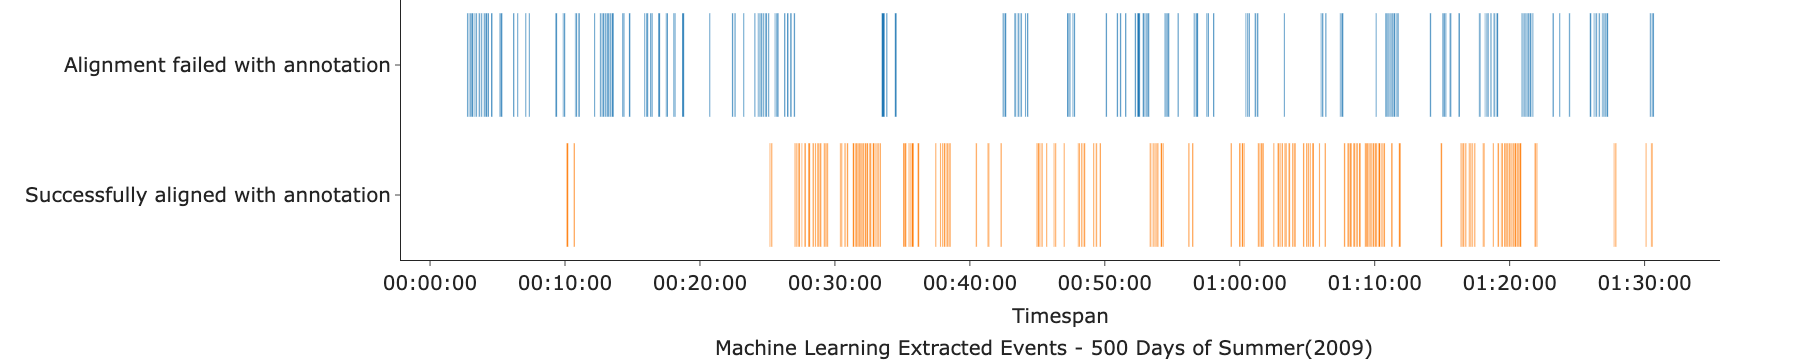 Alignment failed with annotation
Successfully aligned with annotation
00:00:00 00:10:00 00:20:00 00:30:00 00:40:00 00:50:00 01:00:00 01:10:00 01:20:00 01:30:00
Timespan
Machine Learning Extracted Events - 500 Days of Summer(2009)